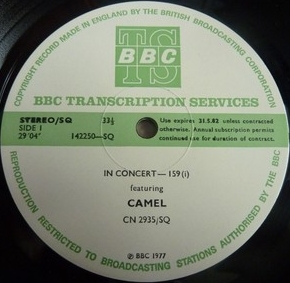 COPYRIGHT RECORD MADE IN ENGLAND BY THE BRITISH BROADCASTING CORPORATION
TS
BBC
BBC TRANSCRIPTION SERVICES
STEREO/SQ 33⅓
SIDE 1
29'04" 142250—SQ
Use expires 31.5.82 unless contracted
otherwise. Annual subscription permits
continued use for duration of contract.
IN CONCERT—159 (i)
featuring
CAMEL
CN 2935/SQ
℗ BBC 1977
REPRODUCTION RESTRICTED TO BROADCASTING STATIONS AUTHORISED BY THE BBC